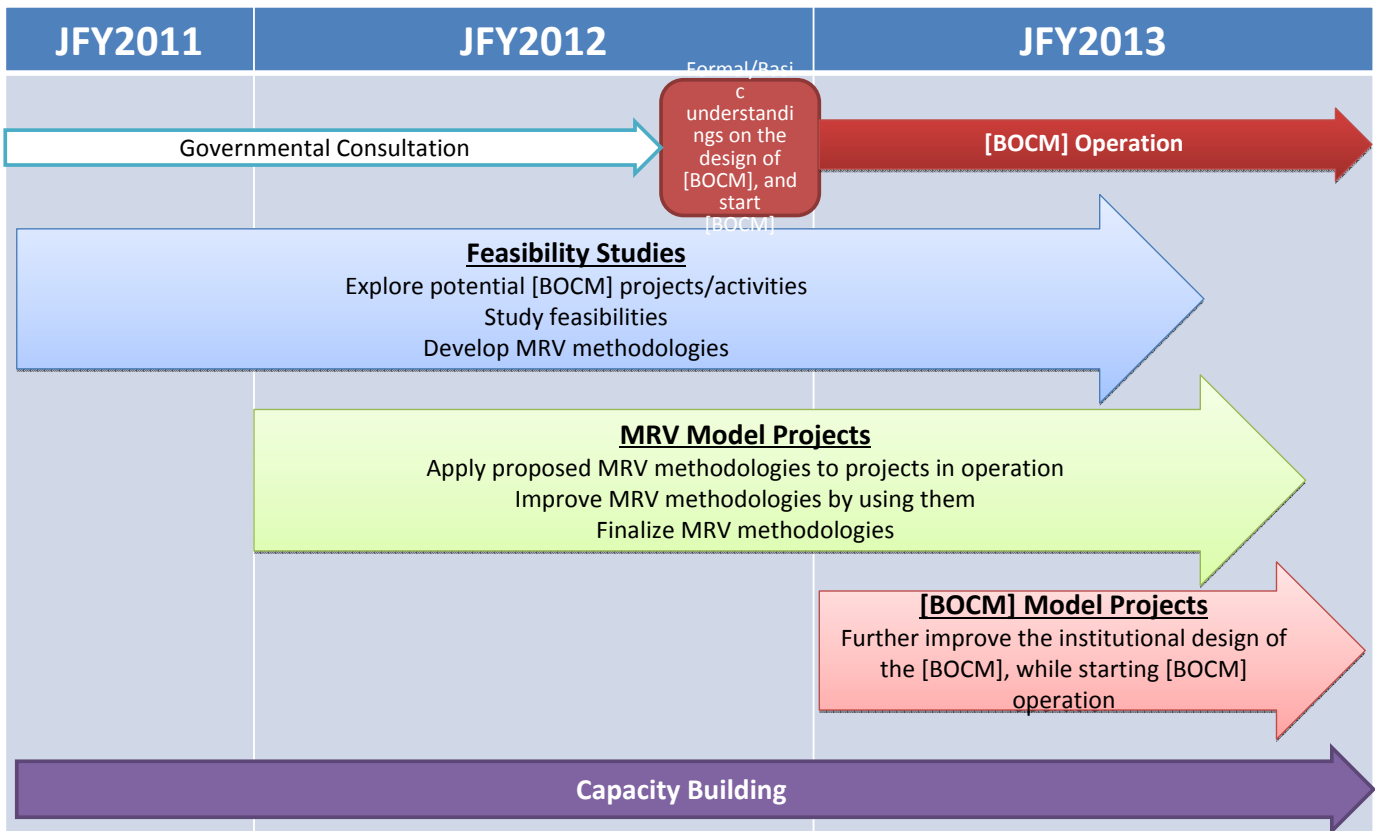 JFY2011
JFY2012
JFY2013
Governmental Consultation
Formal/Basi
c
understandi
ngs on the
design of
[BOCM], and
start
[BOCM]
[BOCM] Operation
Feasibility Studies
Explore potential [BOCM] projects/activities
Study feasibilities
Develop MRV methodologies
MRV Model Projects
Apply proposed MRV methodologies to projects in operation
Improve MRV methodologies by using them
Finalize MRV methodologies
[BOCM] Model Projects
Further improve the institutional design of
the [BOCM], while starting [BOCM]
operation
Capacity Building